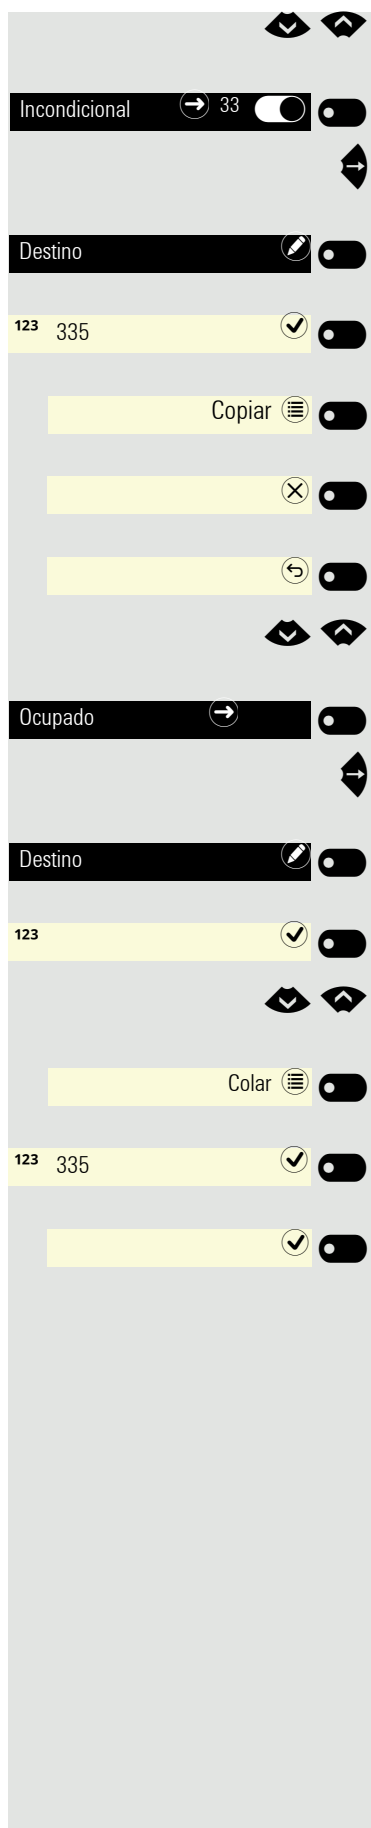 Incondicional 33
Destino
123 335
Copiar
Ocupado
Destino
123
Colar
123 335